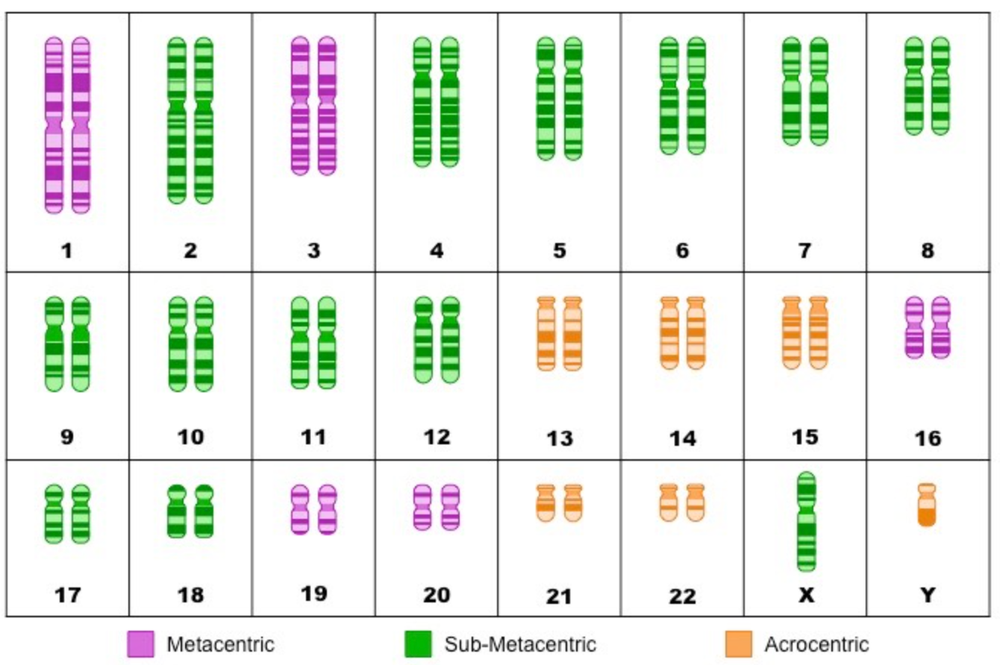 1 2 3 4 5 6 7 8
9 10 11 12 13 14 15 16
17 18 19 20 21 22 X Y
Metacentric Sub-Metacentric Acrocentric